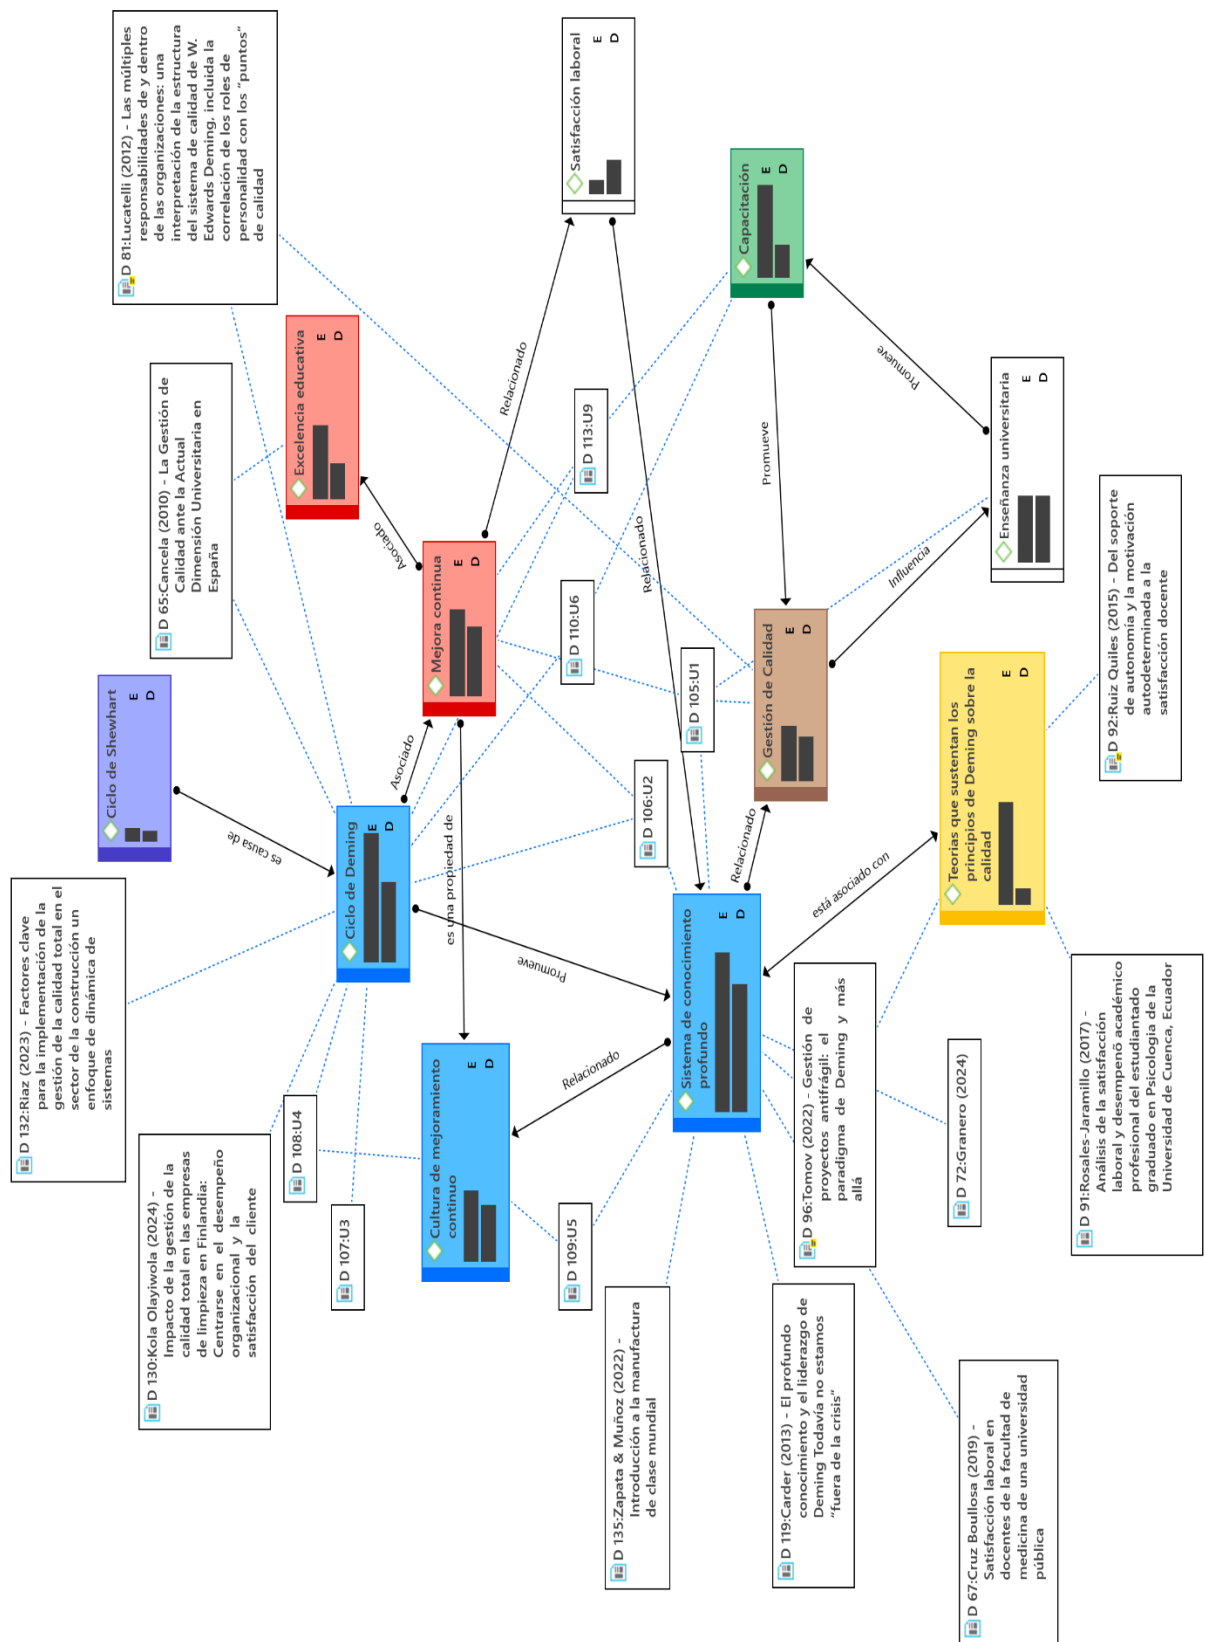 D 81:Lucatelli (2012) - Las múltiples
responsabilidades de y dentro
de las organizaciones: una
interpretación de la estructura
del sistema de calidad de W.
Edwards Deming, incluida la
correlación de los roles de
personalidad con los "puntos"
de calidad
D 65:Cancela (2010) - La Gestión de
Calidad ante la Actual
Dimensión Universitaria en
España
Ciclo de Shewhart
E
D
D 132:Riaz (2023) - Factores clave
para la implementación de la
gestión de la calidad total en el
sector de la construcción un
enfoque de dinámica de
sistemas
D 130:Kola Olayiwola (2024) -
Impacto de la gestión de la
calidad total en las empresas
de limpieza en Finlandia:
Centrarse en el desempeño
organizacional y la
satisfacción del cliente
Excelencia educativa
E
D
es causa de
D 108:U4
D 107:U3
Ciclo de Deming
E
D
Asociado
Asociado
Mejora continua
E
D
es una propiedad de
Cultura de mejoramiento
continuo
E
D
Promueve
Relacionado
Satisfacción laboral
E
D
Relacionado
D 113:U9
D 110:U6
D 106:U2
D 109:U5
Relacionado
D 105:U1
Sistema de conocimiento
profundo
E
D
D 135:Zapata & Muñoz (2022) -
Introducción a la manufactura
de clase mundial
Capacitación
E
D
Promueve
Gestión de Calidad
E
D
Relacionado
está asociado con
D 96:Tomov (2022) - Gestión de
proyectos antifrágil: el
paradigma de Deming y más
allá
D 119:Carder (2013) - El profundo
conocimiento y el liderazgo de
Deming Todavía no estamos
"fuera de la crisis"
Promueve
Influencia
Enseñanza universitaria
E
D
Teorias que sustentan los
principios de Deming sobre la
calidad
E
D
D 72:Granero (2024)
D 67:Cruz Boullosa (2019) -
Satisfacción laboral en
docentes de la facultad de
medicina de una universidad
pública
D 92:Ruiz Quiles (2015) - Del soporte
de autonomía y la motivación
autodeterminada a la
satisfacción docente
D 91:Rosales-Jaramillo (2017) -
Análisis de la satisfacción
laboral y desempeñó académico
profesional del estudiantado
graduado en Psicologia de la
Universidad de Cuenca, Ecuador